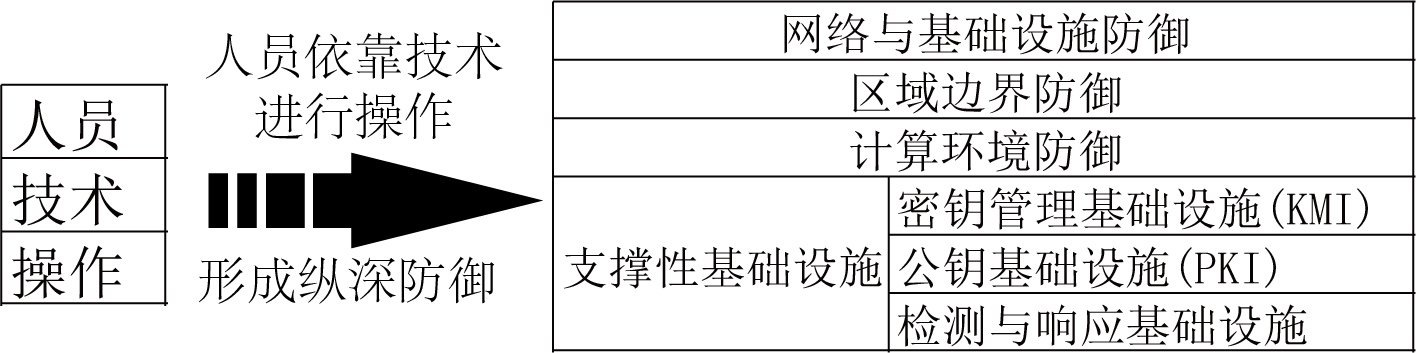 人员
技术
操作
人员依靠技术
进行操作
形成纵深防御
网络与基础设施防御
区域边界防御
计算环境防御
支撑性基础设施
密钥管理基础设施(KMI)
公钥基础设施(PKI)
检测与响应基础设施